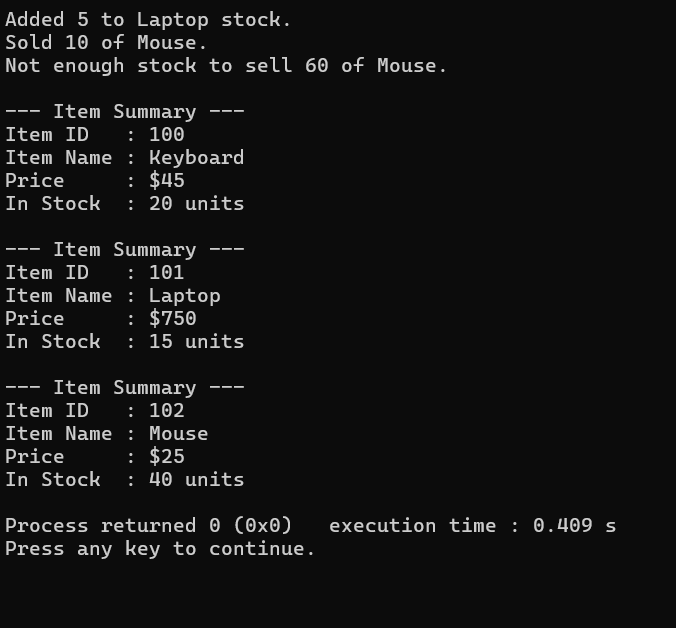 Added 5 to Laptop stock.
Sold 10 of Mouse.
Not enough stock to sell 60 of Mouse.

--- Item Summary ---
Item ID   : 100
Item Name : Keyboard
Price     : $45
In Stock  : 20 units

--- Item Summary ---
Item ID   : 101
Item Name : Laptop
Price     : $750
In Stock  : 15 units

--- Item Summary ---
Item ID   : 102
Item Name : Mouse
Price     : $25
In Stock  : 40 units

Process returned 0 (0x0)   execution time : 0.409 s
Press any key to continue.